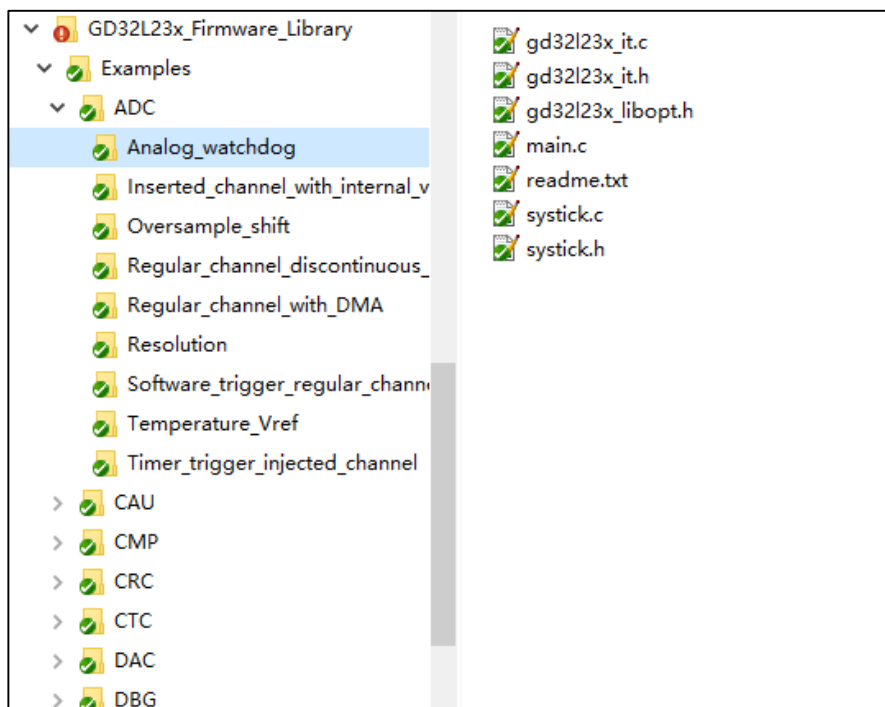 GD32L23x_Firmware_Library
Examples
ADC
Analog_watchdog
Inserted_channel_with_internal_v
Oversample_shift
Regular_channel_discontinuous_
Regular_channel_with_DMA
Resolution
Software_trigger_regular_channe
Temperature_Vref
Timer_trigger_injected_channel
CAU
CMP
CRC
CTC
DAC
DBG
gd32l23x_it.c
gd32l23x_it.h
gd32l23x_libopt.h
main.c
readme.txt
systick.c
systick.h